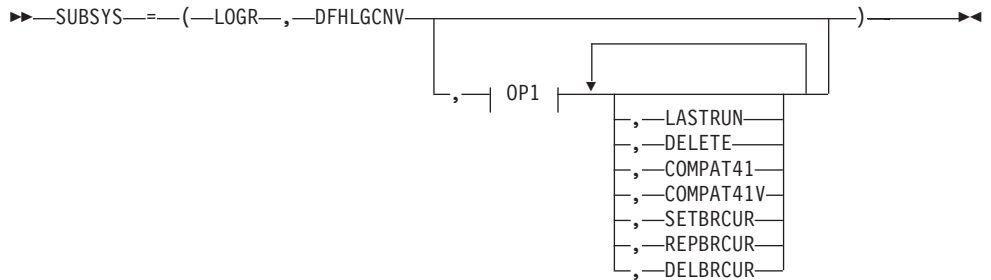 SUBSYS = ( LOGR , DFHLGCNV )
, OP1
, LASTRUN
, DELETE
, COMPAT41
, COMPAT41V
, SETBRCUR
, REPBRCUR
, DELBRCUR